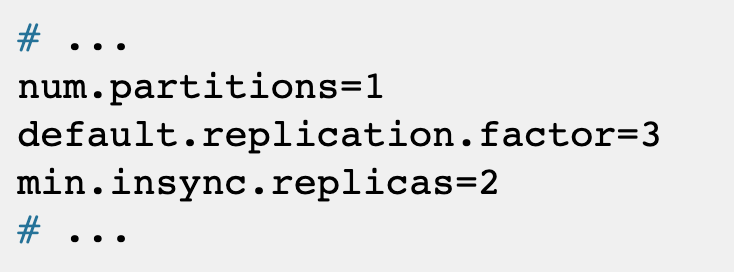 # ...
num.partitions=1
default.replication.factor=3
min.insync.replicas=2
# ...